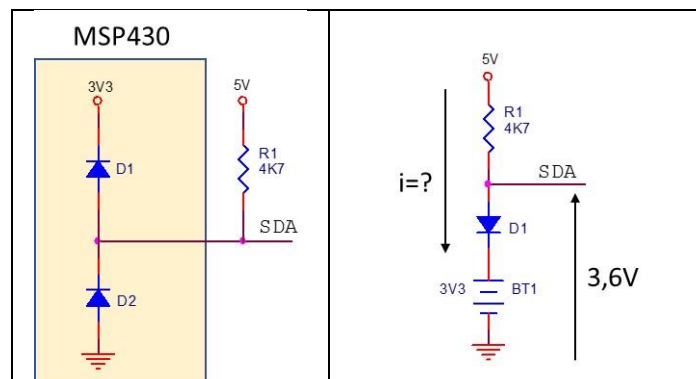 MSP430
3V3
5V
D1
R1
4K7
SDA
D2
5V
R1
4K7
SDA
i=?
D1
3V3
BT1
3,6V